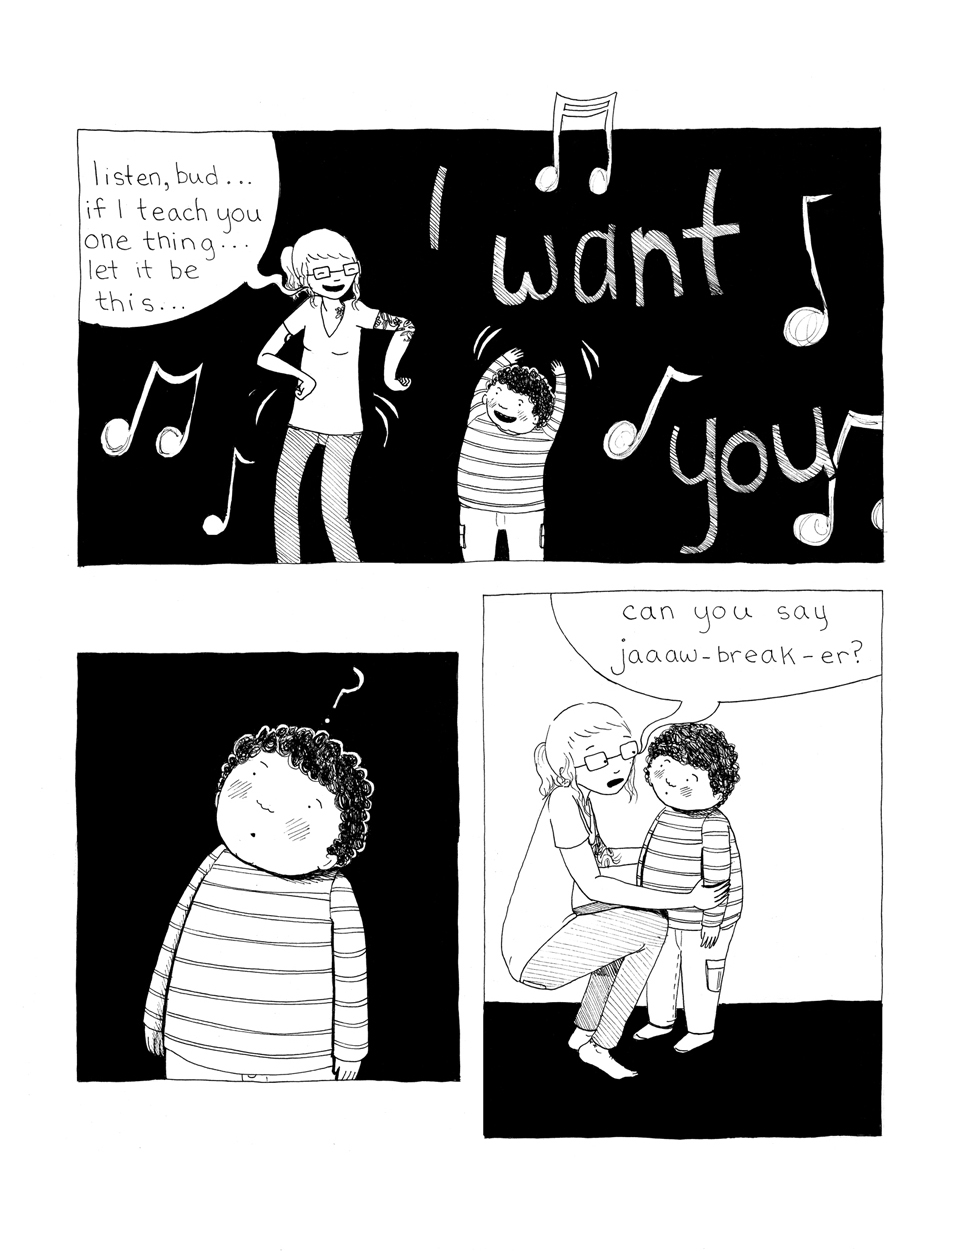 listen, bud...
if I teach you
one thing...
let it be
this...
I want
you
?
can you say
jaaaw-break-er?